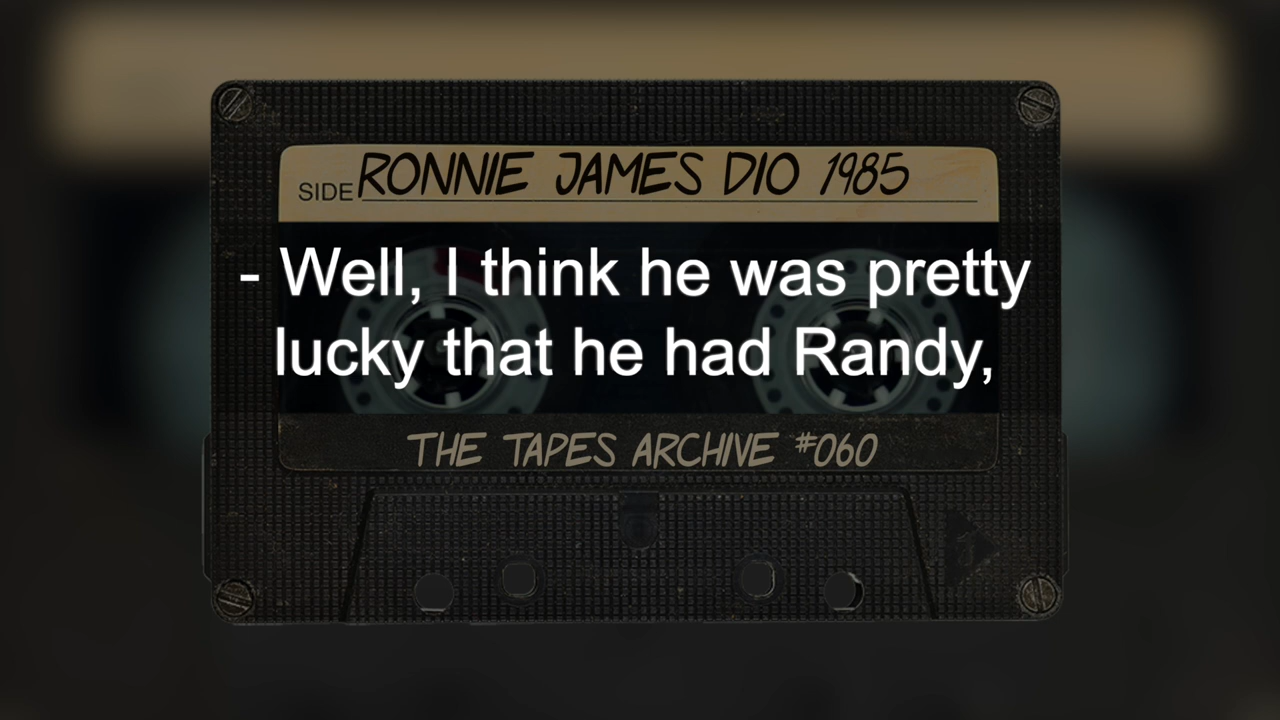 SIDE RONNIE JAMES DIO 1985
- Well, I think he was pretty
lucky that he had Randy,
THE TAPES ARCHIVE #060